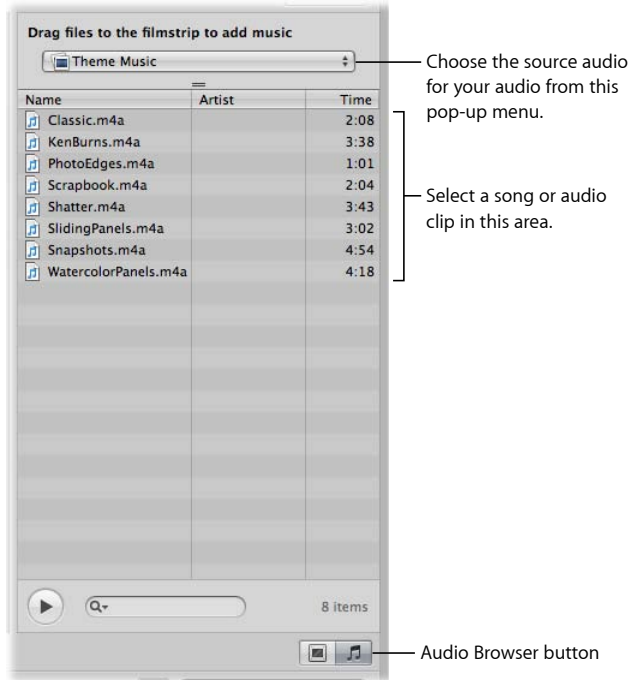 Drag files to the filmstrip to add music
Theme Music
Choose the source audio
for your audio from this
pop-up menu.
Name Artist Time
Classic.m4a 2:08
KenBurns.m4a 3:38
PhotoEdges.m4a 1:01
Scrapbook.m4a 2:04
Shatter.m4a 3:43
SlidingPanels.m4a 3:02
Snapshots.m4a 4:54
WatercolorPanels.m4a 4:18
Select a song or audio
clip in this area.
8 items
Audio Browser button